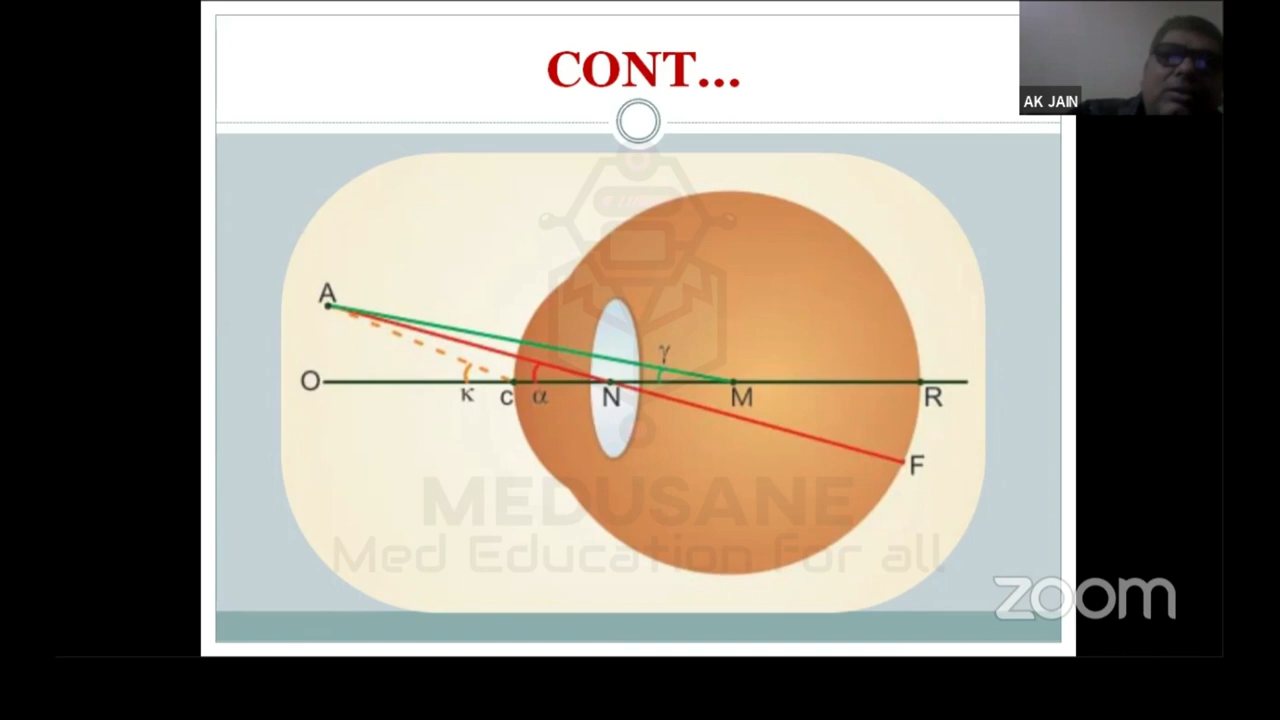 CONT...
AK JAIN
A
γ
O
κ
c
α
N
M
R
F
MEDUSANE
Med Education for all
zoom